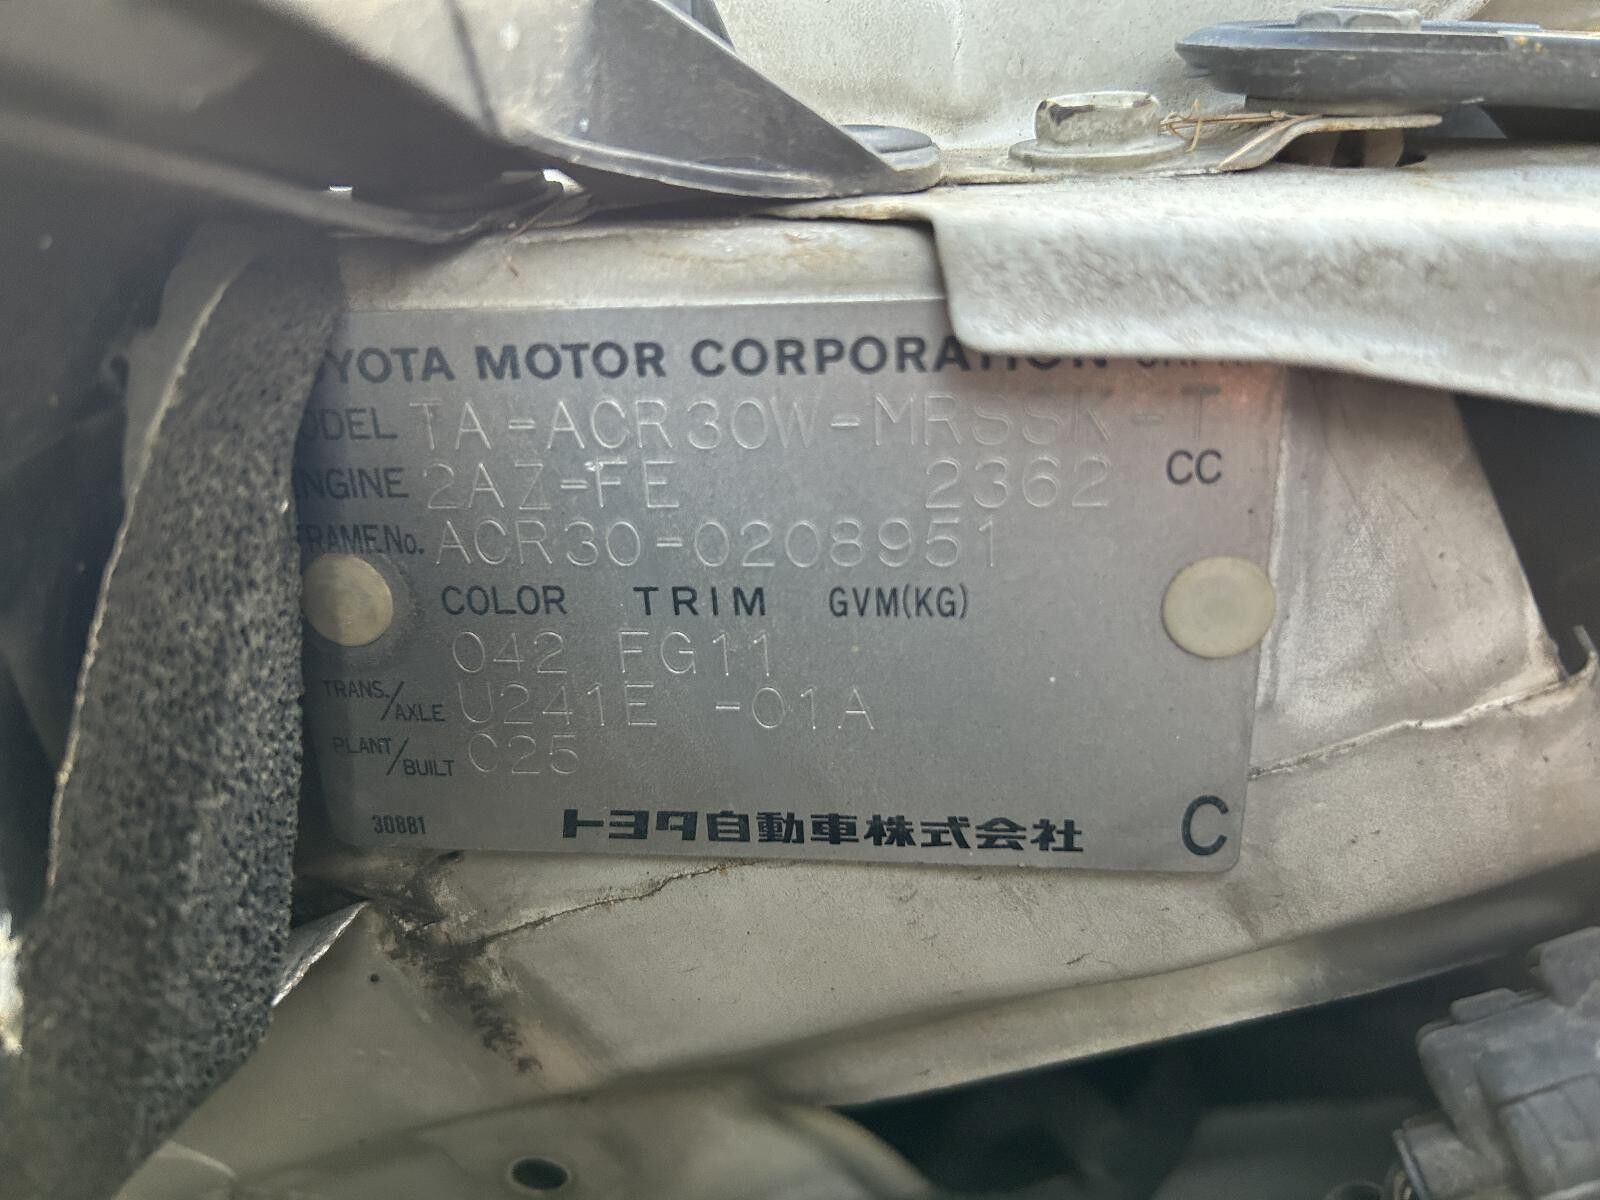 TOYOTA MOTOR CORPORATION JAPAN
MODEL TA-ACR30W-MRSSK-T
ENGINE 2AZ-FE 2362 CC
FRAME No. ACR30-0208951
COLOR TRIM GVM(KG)
042 FG11
TRANS./AXLE U241E -01A
PLANT/BUILT C25
30881 トヨタ自動車株式会社 C